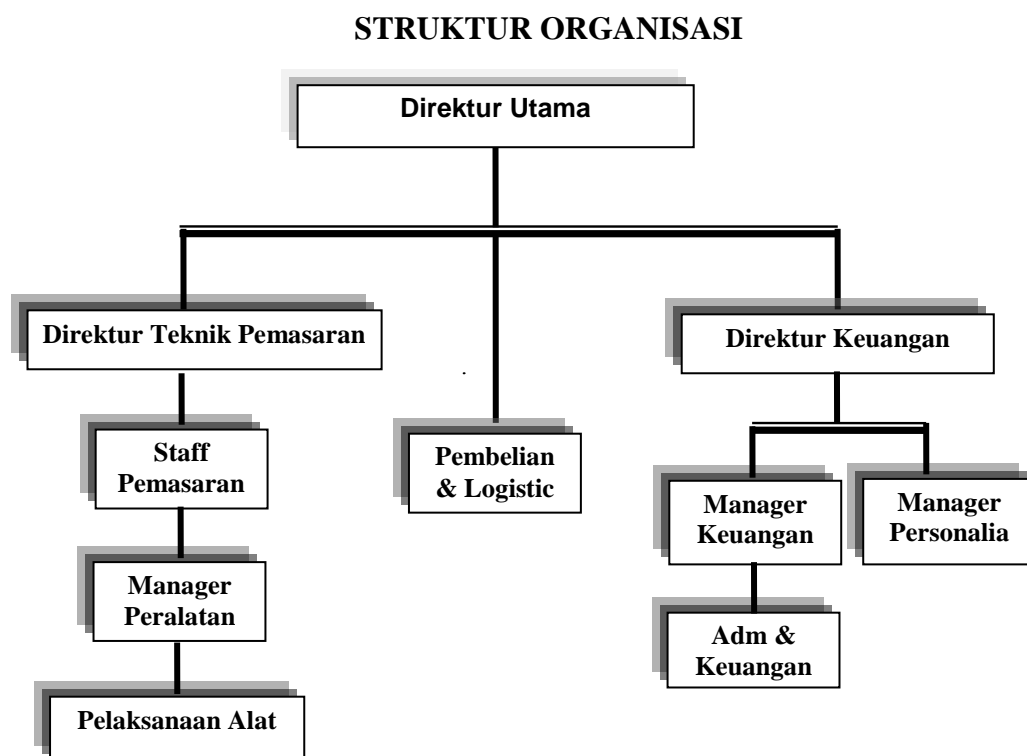 STRUKTUR ORGANISASI
Direktur Utama
Direktur Teknik Pemasaran
Direktur Keuangan
Staff
Pemasaran
Pembelian
& Logistic
Manager
Keuangan
Manager
Personalia
Manager
Peralatan
Adm &
Keuangan
Pelaksanaan Alat